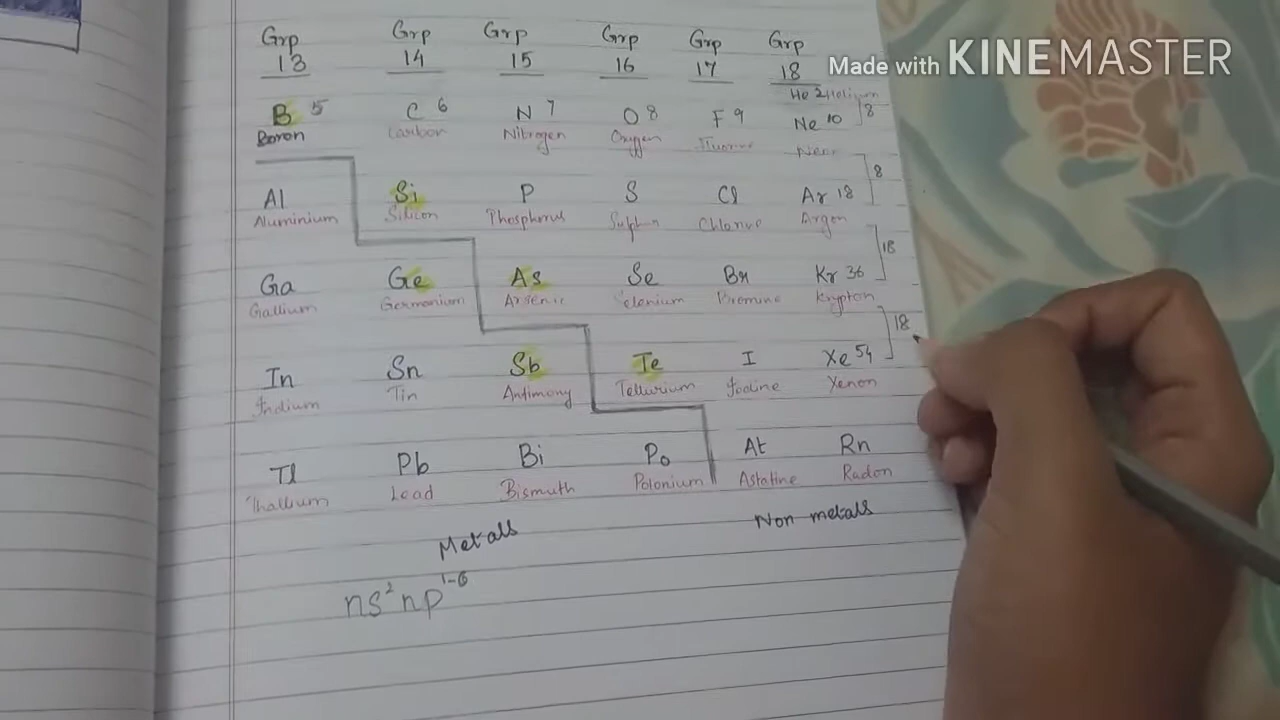 Grp Grp Grp Grp Grp Grp
13 14 15 16 17 18
Made with KINEMASTER
He 2 Helium
B 5 C 6 N 7 O 8 F 9 Ne 10 8
Boron Carbon Nitrogen Oxygen Fluorine Neon
8
Al Si P S Cl Ar 18
Aluminium Silicon Phosphorus Chlorine Argon
18
Ga Ge As Se Br Kr 36
Gallium Germanium Arsenic Selenium Bromine Krypton
18
In Sn Sb Te I Xe 54
Indium Tin Antimony Tellurium Iodine Xenon
Tl Pb Bi Po At Rn
Thallium Lead Bismuth Polonium Astatine Radon
Metals Non metals
ns² np¹⁻⁶